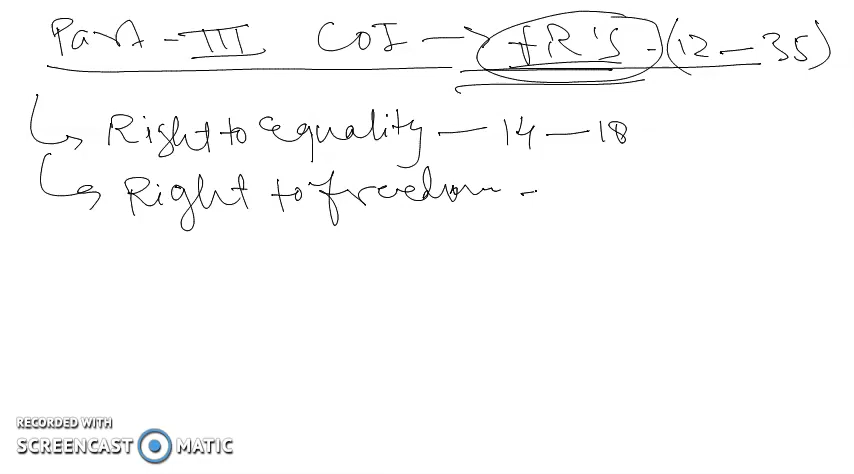 Part - III COI → FR'S - (12 - 35)
↳ Right to equality - 14 - 18
↳ Right to freedom -
RECORDED WITH
SCREENCAST MATIC